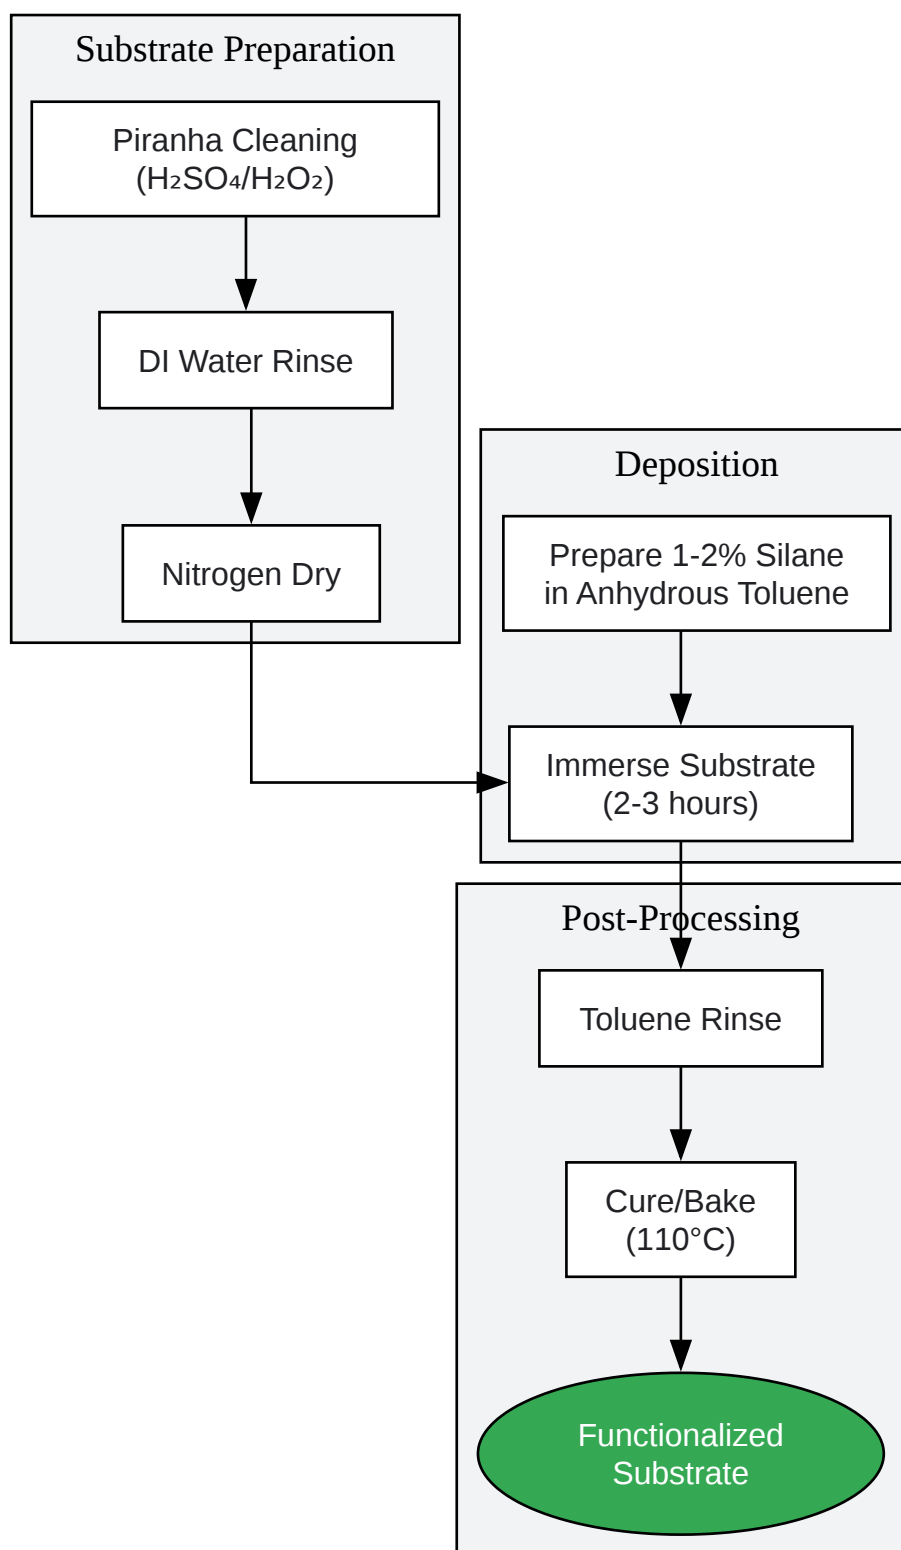 Substrate Preparation
Piranha Cleaning
(H₂SO₄/H₂O₂)
DI Water Rinse
Nitrogen Dry
Deposition
Prepare 1-2% Silane
in Anhydrous Toluene
Immerse Substrate
(2-3 hours)
Post-Processing
Toluene Rinse
Cure/Bake
(110°C)
Functionalized
Substrate